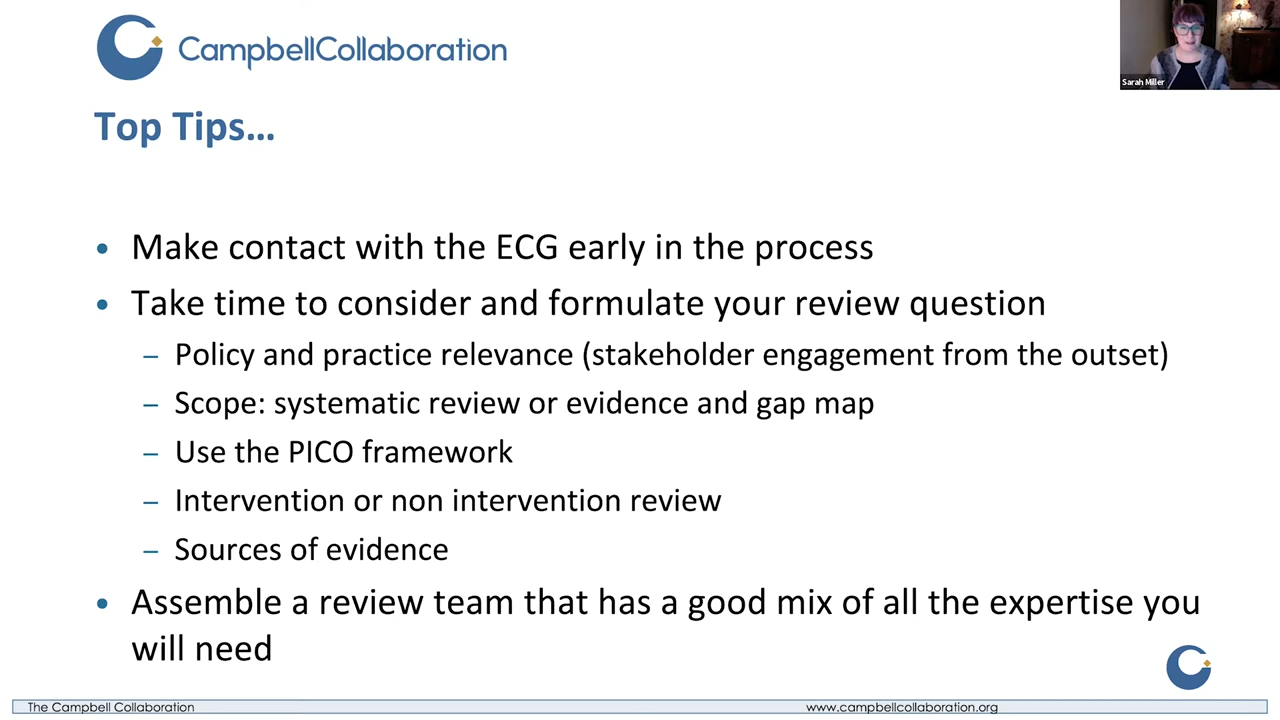 CampbellCollaboration
Sarah Miller
Top Tips...
• Make contact with the ECG early in the process
• Take time to consider and formulate your review question
– Policy and practice relevance (stakeholder engagement from the outset)
– Scope: systematic review or evidence and gap map
– Use the PICO framework
– Intervention or non intervention review
– Sources of evidence
• Assemble a review team that has a good mix of all the expertise you
will need
The Campbell Collaboration
www.campbellcollaboration.org